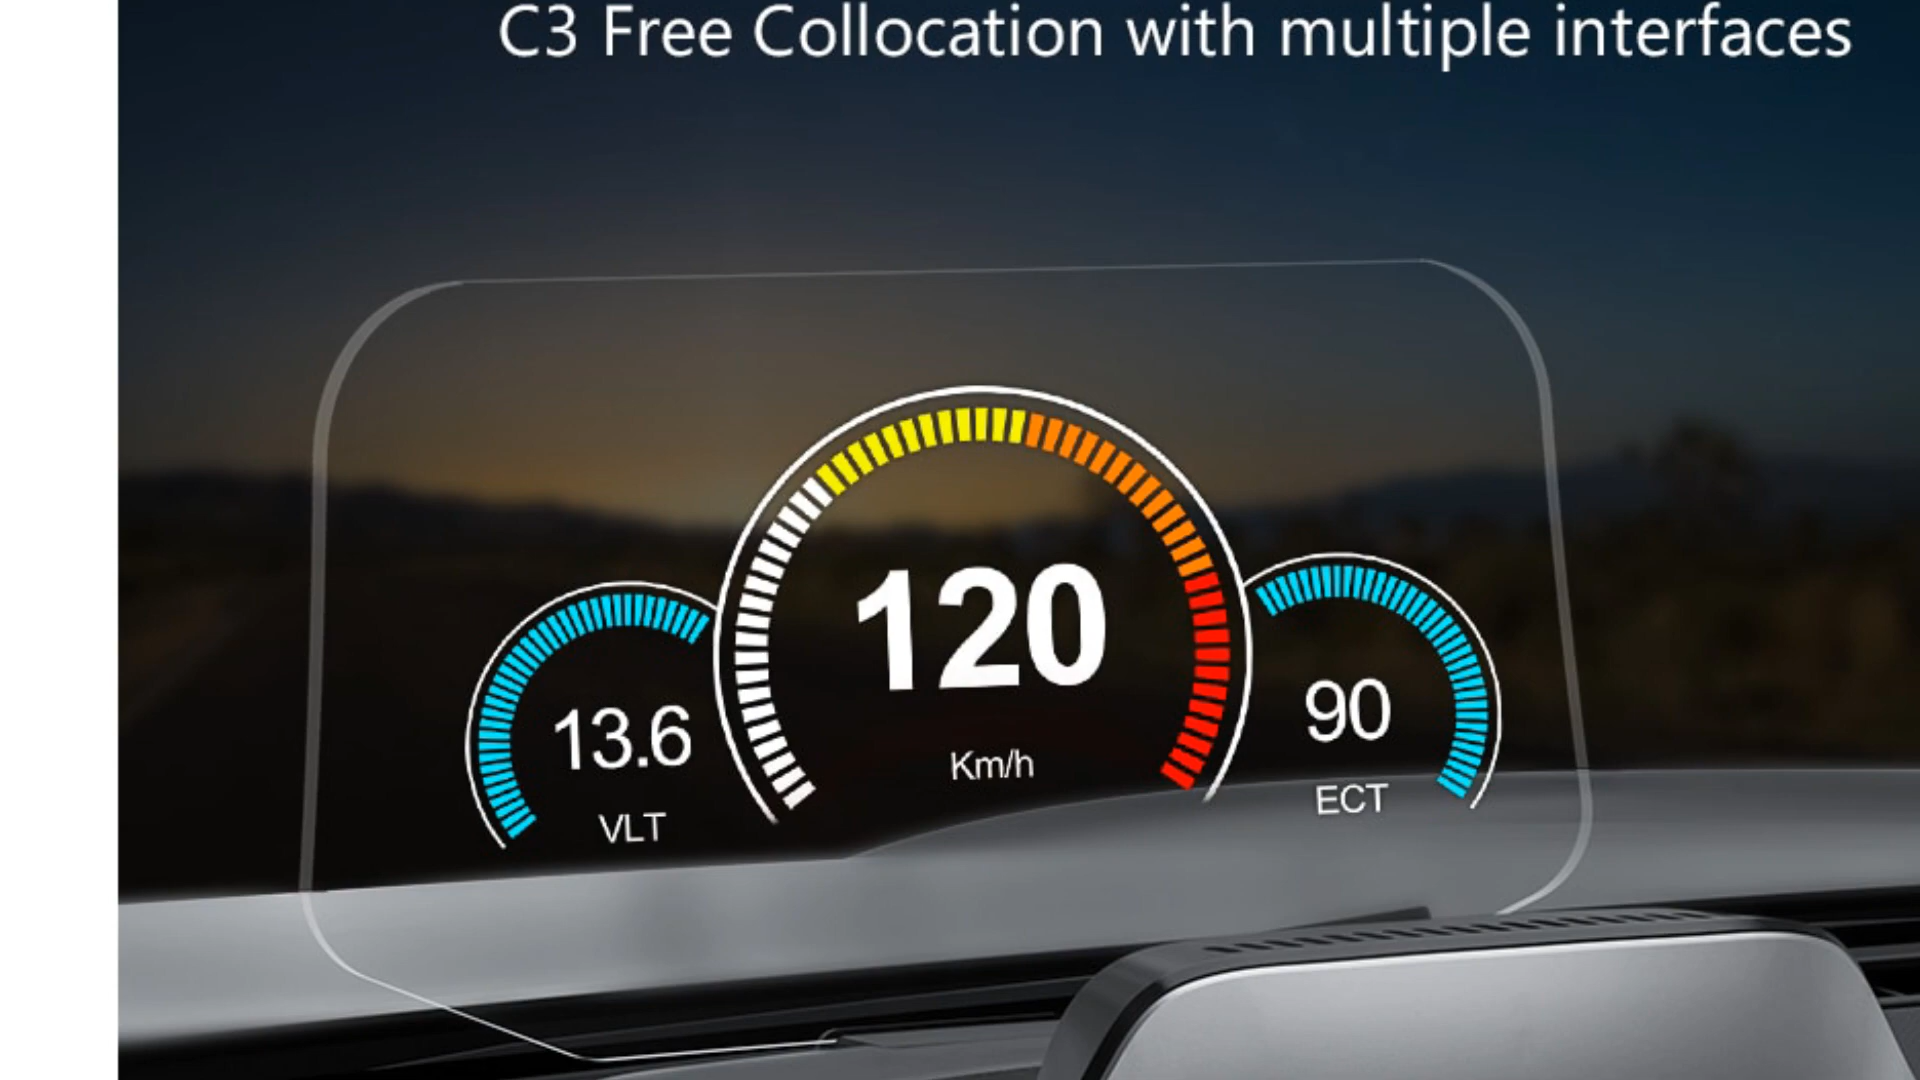 C3 Free Collocation with multiple interfaces
120
Km/h
13.6
VLT
90
ECT